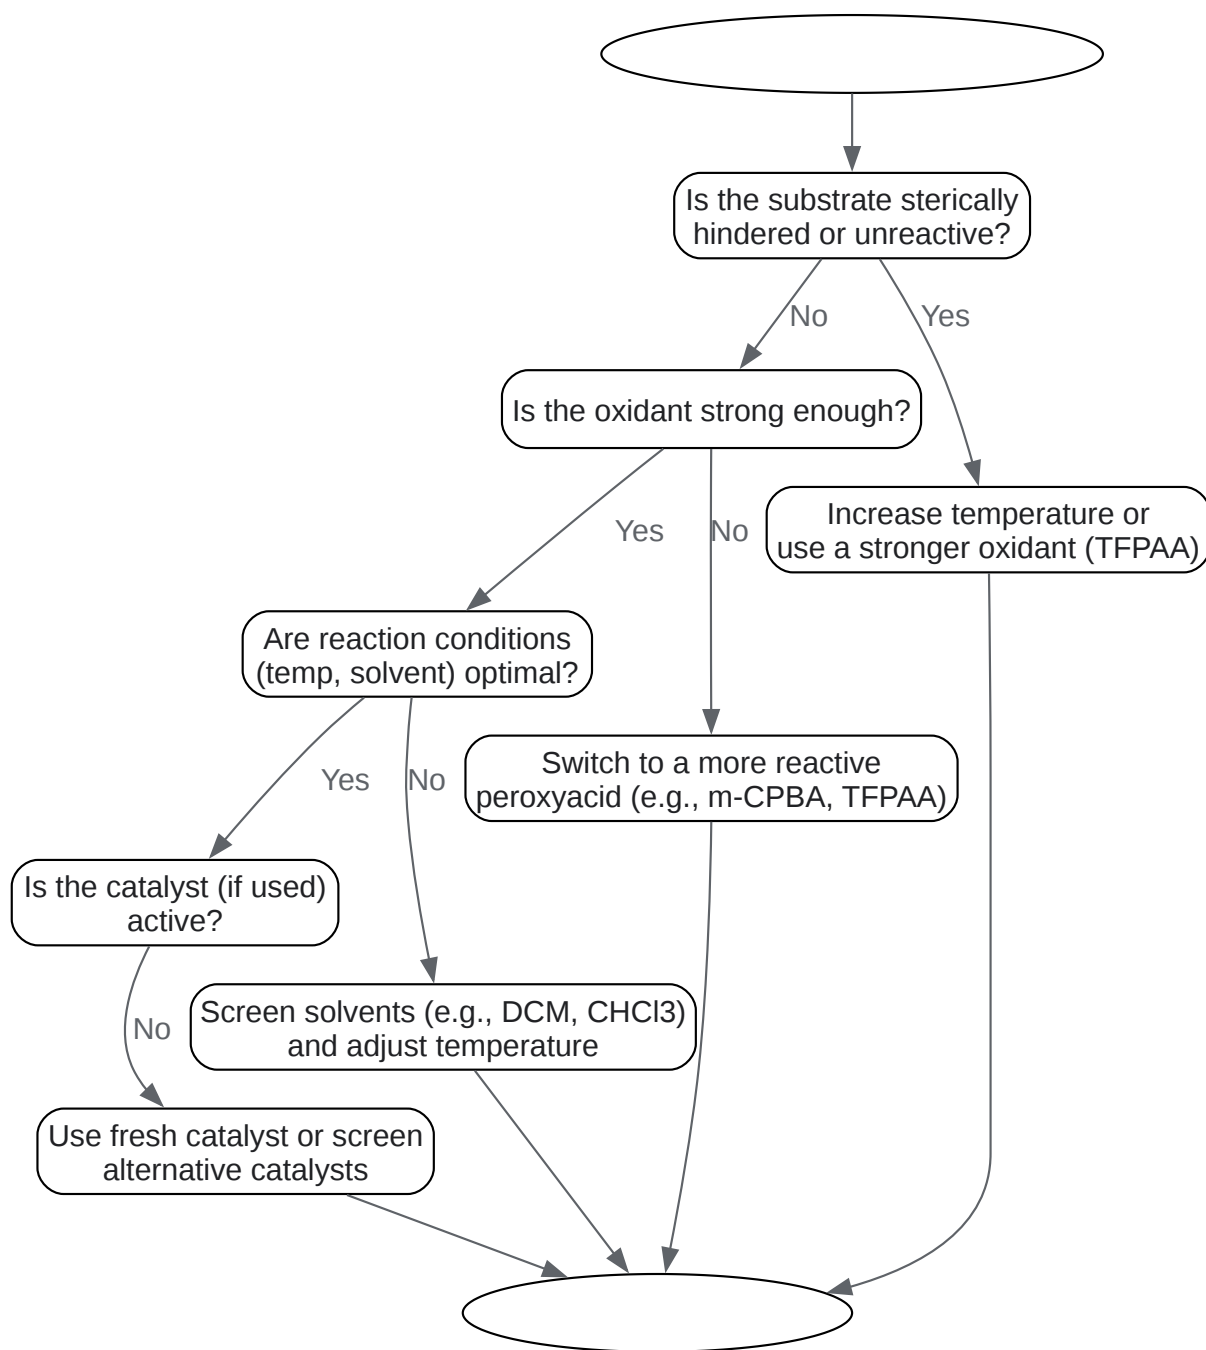 Is the substrate sterically
hindered or unreactive?
No
Yes
Is the oxidant strong enough?
Increase temperature or
use a stronger oxidant (TFPAA)
Yes
No
Are reaction conditions
(temp, solvent) optimal?
Switch to a more reactive
peroxyacid (e.g., m-CPBA, TFPAA)
Yes
No
Is the catalyst (if used)
active?
Screen solvents (e.g., DCM, CHCl3)
and adjust temperature
No
Use fresh catalyst or screen
alternative catalysts